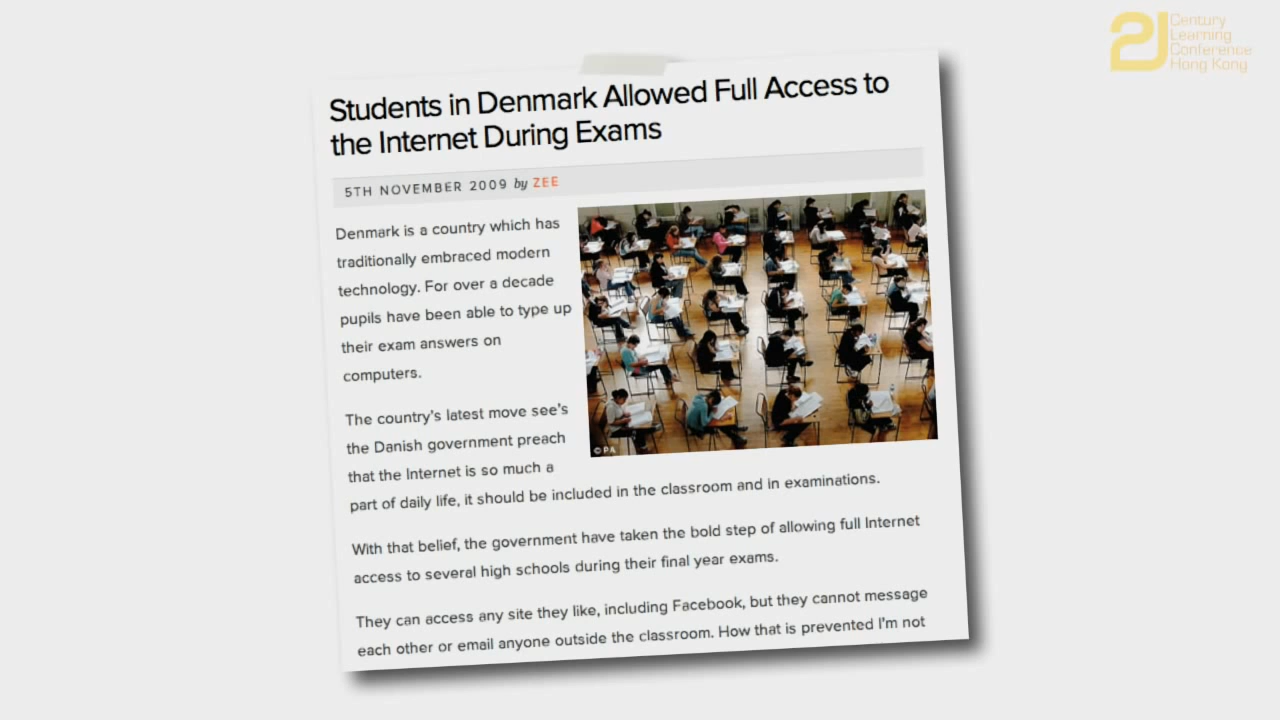 21
Century
Learning
Conference
Hong Kong
Students in Denmark Allowed Full Access to
the Internet During Exams
5TH NOVEMBER 2009 by ZEE
Denmark is a country which has
traditionally embraced modern
technology. For over a decade
pupils have been able to type up
their exam answers on
computers.
The country's latest move see's
the Danish government preach
that the Internet is so much a
part of daily life, it should be included in the classroom and in examinations.
With that belief, the government have taken the bold step of allowing full Internet
access to several high schools during their final year exams.
They can access any site they like, including Facebook, but they cannot message
each other or email anyone outside the classroom. How that is prevented I'm not
© PA